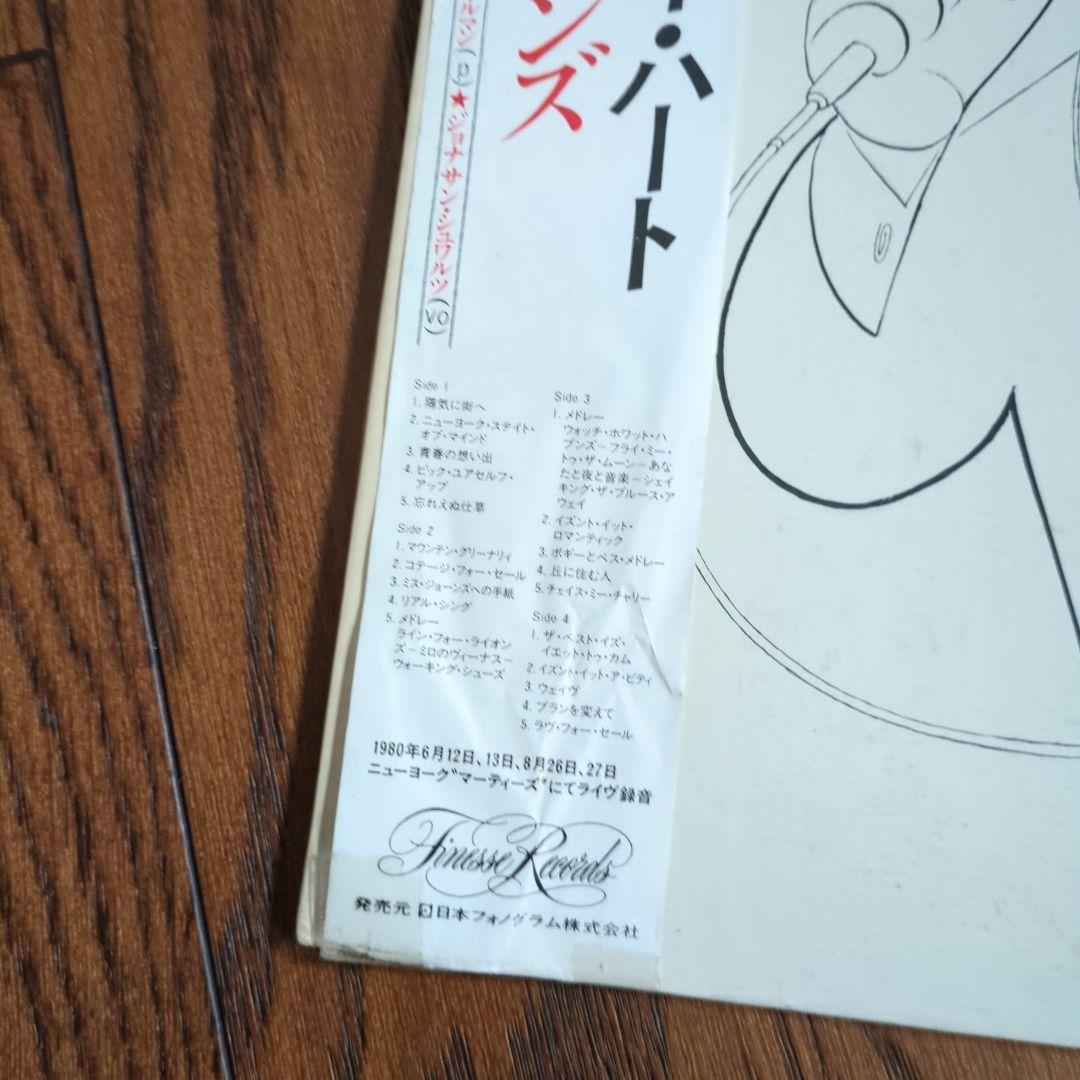 ・ハート
ンズ
ルマン(p)★ジョナサン・シュワルツ(VO)
Side 1
1. 陽気に街へ
2. ニューヨーク・ステイト・
オブ・マインド
3. 青春の想い出
4. ピック・ユアセルフ・
アップ
5. 忘れえぬ仕草
Side 2
1. マウンテン・グリーナリィ
2. コテージ・フォー・セール
3. ミス・ジョーンズへの手紙
4. リアル・シング
5. メドレー
ライン・フォー・ライオン
ズ～ミロのヴィーナス～
ウォーキング・シューズ
Side 3
1. メドレー
ウォッチ・ホワット・ハ
プンズ～フライ・ミー・
トゥ・ザ・ムーン～あな
たと夜と音楽～シェイ
キング・ザ・ブルース・ア
ウェイ
2. イズント・イット・
ロマンティック
3. ポギーとベス・メドレー
4. 丘に住む人
5. チェイス・ミー・チャリー
Side 4
1. ザ・ベスト・イズ・
イエット・トゥ・カム
2. イズント・イット・ア・ピティ
3. ウェイヴ
4. プランを変えて
5. ラヴ・フォー・セール
1980年6月12日、13日、8月26日、27日
ニューヨーク"マーティーズ"にてライヴ録音
Finesse Records
発売元 日本フォノグラム株式会社